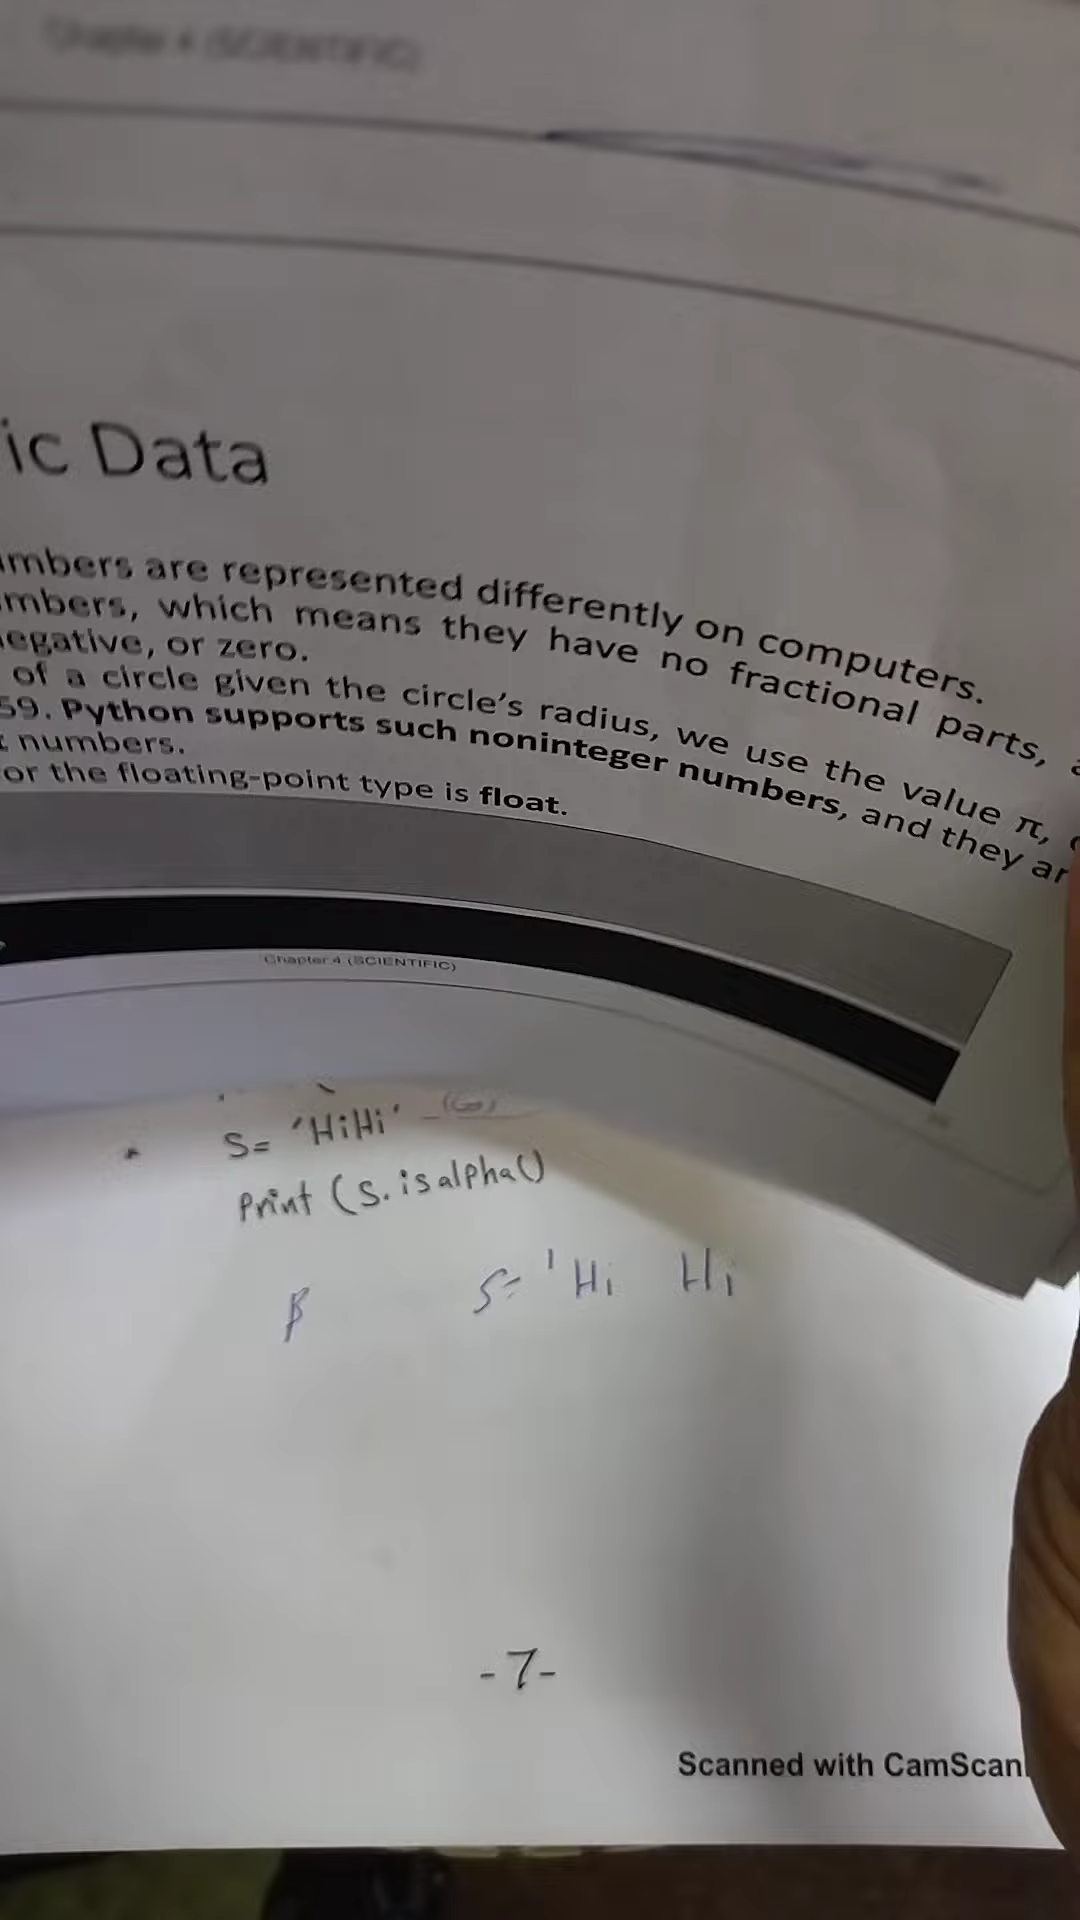 Chapter 4 (SCIENTIFIC)
ic Data
mbers are represented differently on computers.
mbers, which means they have no fractional parts,
egative, or zero.
of a circle given the circle's radius, we use the value π,
59. Python supports such noninteger numbers, and they ar
t numbers.
or the floating-point type is float.
Chapter 4 (SCIENTIFIC)
S= 'HiHi'
Print (S.isalpha()
S= 'Hi Hi
-7-
Scanned with CamScan